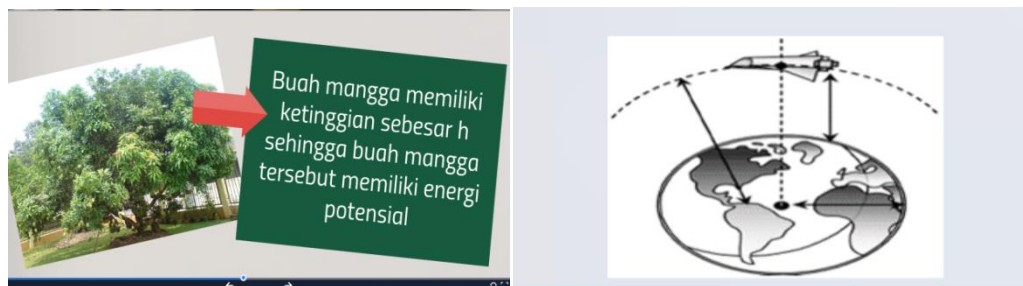 Buah mangga memiliki
ketinggian sebesar h
sehingga buah mangga
tersebut memiliki energi
potensial